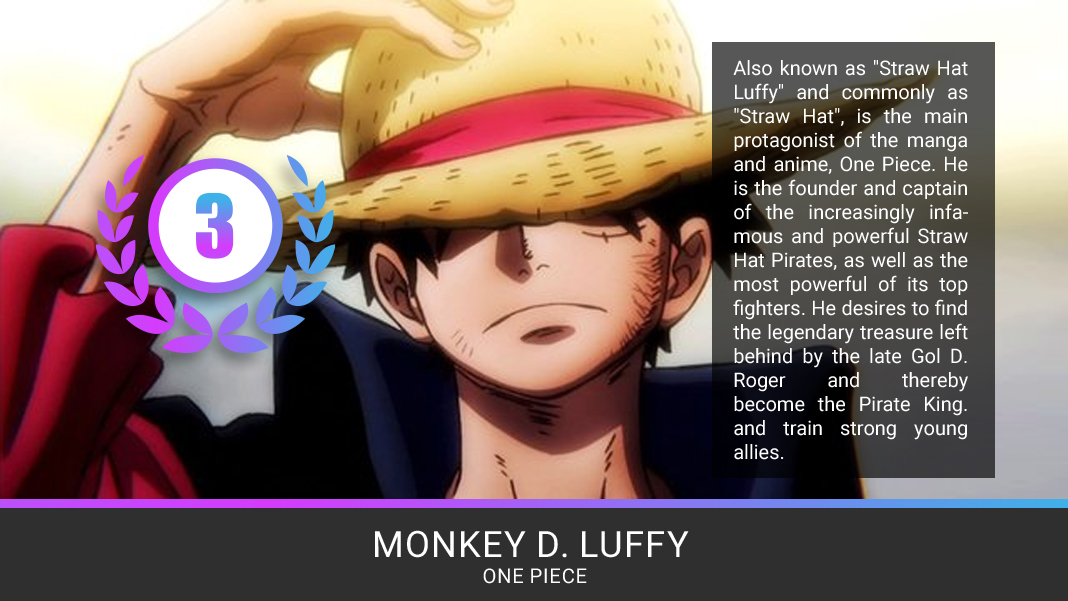 3
Also known as "Straw Hat
Luffy" and commonly as
"Straw Hat", is the main
protagonist of the manga
and anime, One Piece. He
is the founder and captain
of the increasingly infa-
mous and powerful Straw
Hat Pirates, as well as the
most powerful of its top
fighters. He desires to find
the legendary treasure left
behind by the late Gol D.
Roger and thereby
become the Pirate King.
and train strong young
allies.
MONKEY D. LUFFY
ONE PIECE